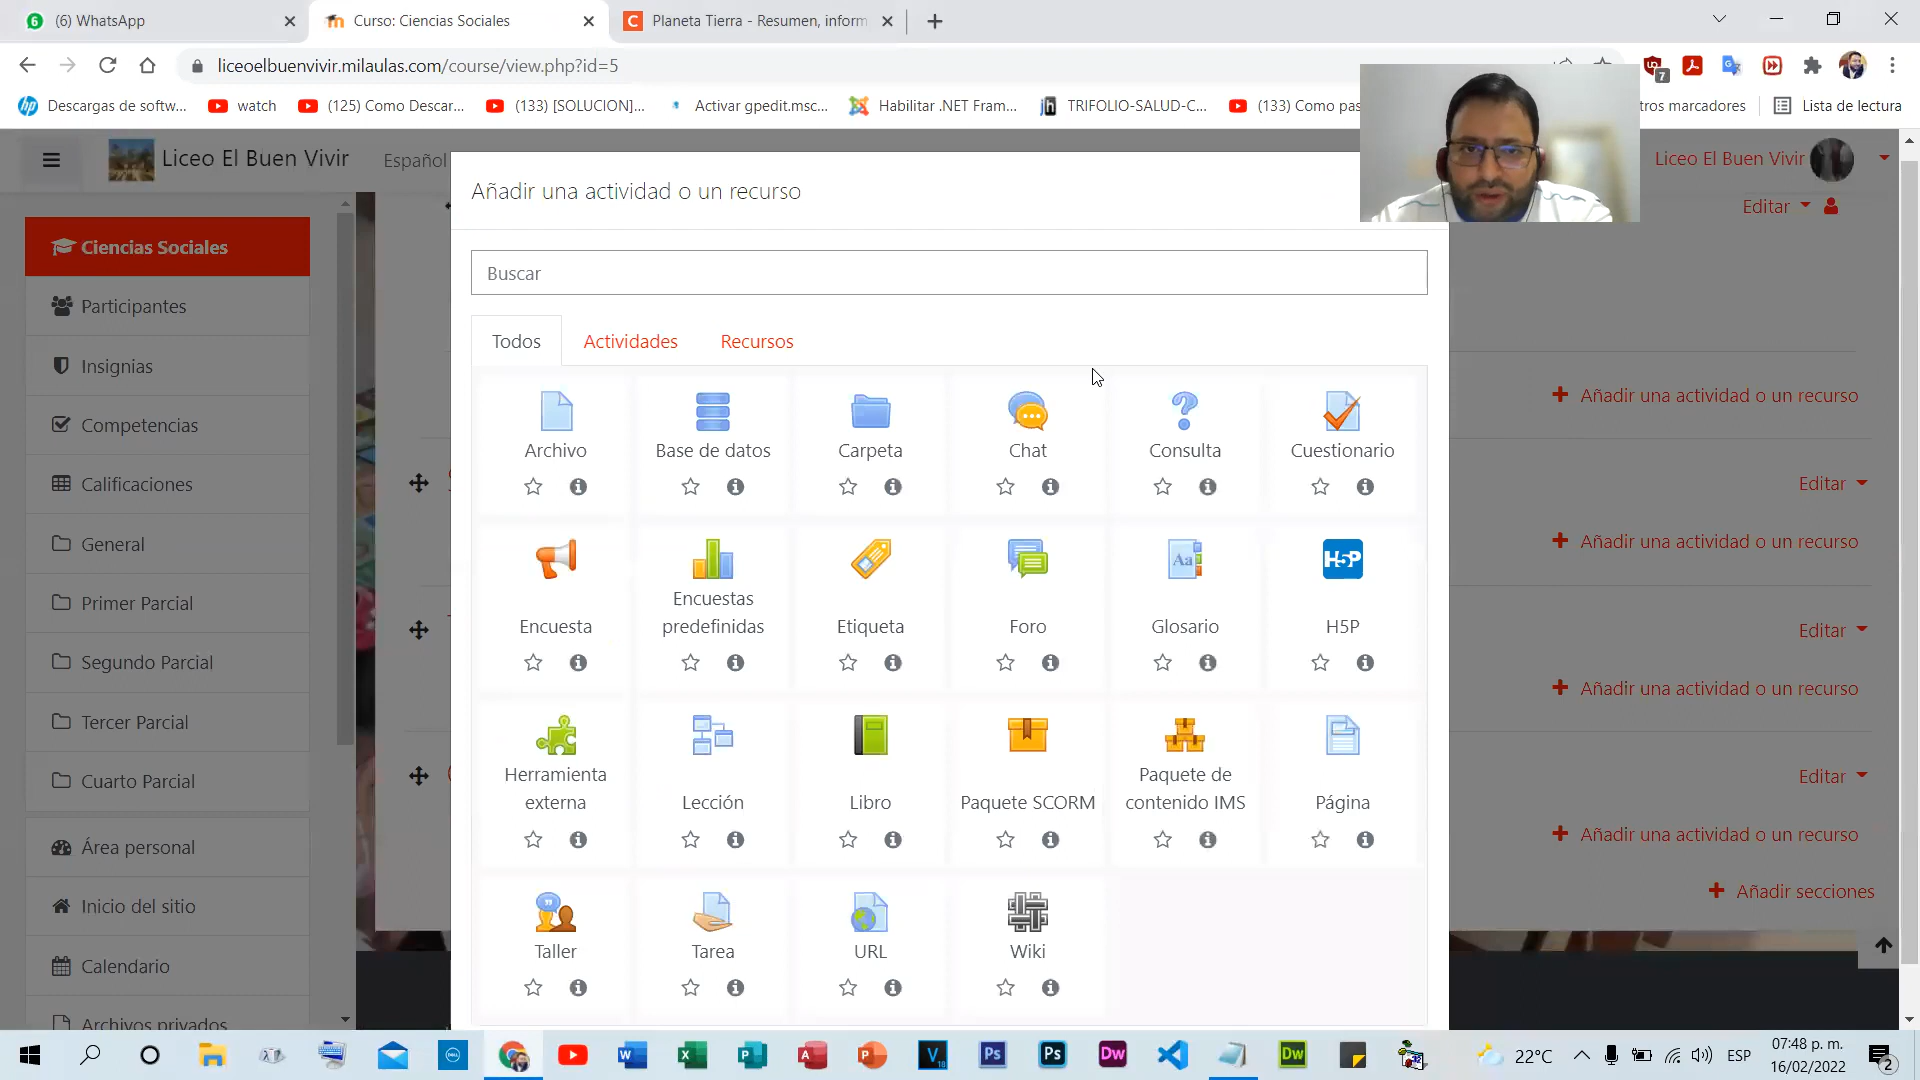 (6) WhatsApp
Curso: Ciencias Sociales
Planeta Tierra - Resumen, inform
liceoelbuenvivir.milaulas.com/course/view.php?id=5
7
Descargas de softw...
watch
(125) Como Descar...
(133) [SOLUCION]...
Activar gpedit.msc...
Habilitar .NET Fram...
TRIFOLIO-SALUD-C...
(133) Como pas
tros marcadores
Lista de lectura
Liceo El Buen Vivir
Español
Liceo El Buen Vivir
Editar
Añadir una actividad o un recurso
Buscar
Todos
Actividades
Recursos
Ciencias Sociales
Participantes
Insignias
Competencias
Calificaciones
General
Primer Parcial
Segundo Parcial
Tercer Parcial
Cuarto Parcial
Área personal
Inicio del sitio
Calendario
Archivos privados
Archivo
Base de datos
Carpeta
Chat
Consulta
Cuestionario
Encuesta
Encuestas
predefinidas
Etiqueta
Foro
Glosario
H5P
H5P
Herramienta
externa
Lección
Libro
Paquete SCORM
Paquete de
contenido IMS
Página
Taller
Tarea
URL
Wiki
Añadir una actividad o un recurso
Editar
Añadir una actividad o un recurso
Editar
Añadir una actividad o un recurso
Editar
Añadir una actividad o un recurso
Añadir secciones
22°C
ESP
07:48 p. m.
16/02/2022
2